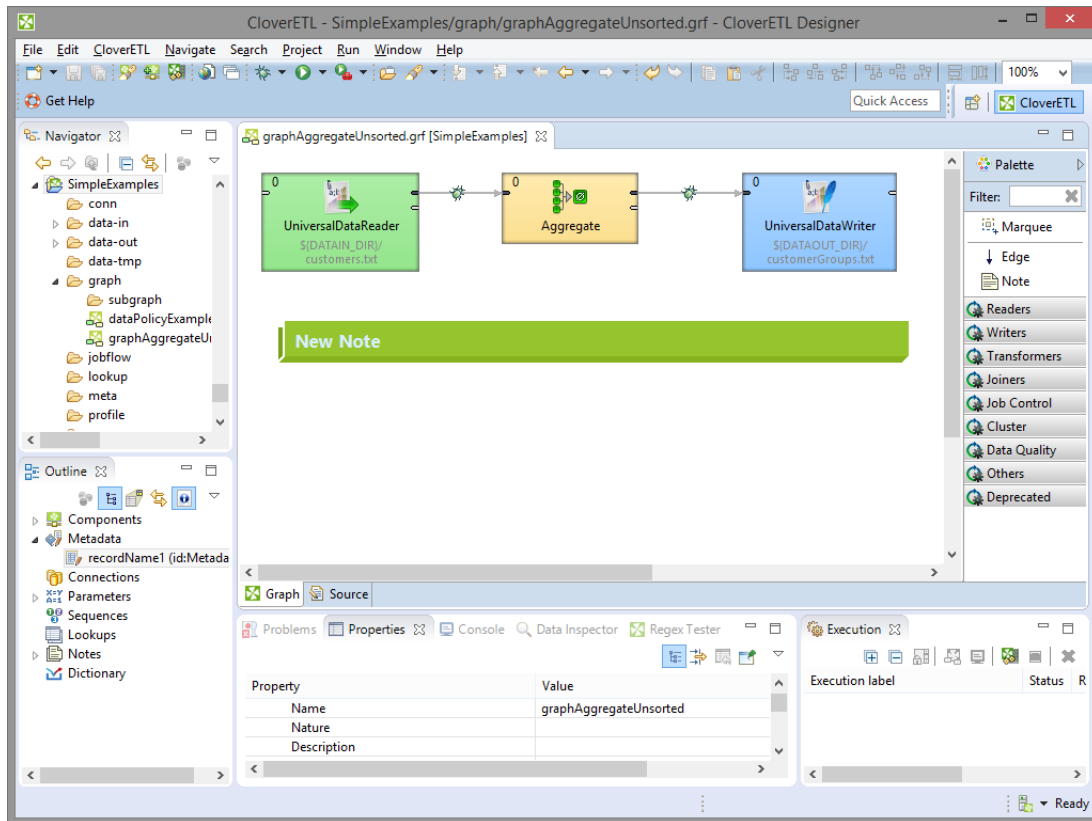 CloverETL - SimpleExamples/graph/graphAggregateUnsorted.grf - CloverETL Designer
File Edit CloverETL Navigate Search Project Run Window Help
100%
Get Help
Quick Access
CloverETL
Navigator
SimpleExamples
conn
data-in
data-out
data-tmp
graph
subgraph
dataPolicyExample
graphAggregateU
jobflow
lookup
meta
profile
Outline
Components
Metadata
recordName1 (id:Metada
Connections
Parameters
Sequences
Lookups
Notes
Dictionary
graphAggregateUnsorted.grf [SimpleExamples]
0
UniversalDataReader
$(DATAIN_DIR)/
customers.txt
0
Aggregate
0
UniversalDataWriter
$(DATAOUT_DIR)/
customerGroups.txt
New Note
Graph Source
Palette
Filter:
Marquee
Edge
Note
Readers
Writers
Transformers
Joiners
Job Control
Cluster
Data Quality
Others
Deprecated
Problems Properties Console Data Inspector Regex Tester
Property Value
Name graphAggregateUnsorted
Nature
Description
Execution
Execution label Status R
Ready